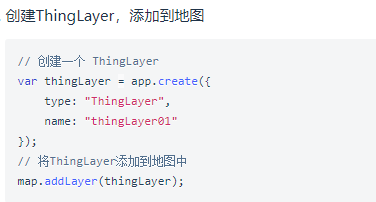 创建ThingLayer，添加到地图
// 创建一个 ThingLayer
var thingLayer = app.create({
    type: "ThingLayer",
    name: "thingLayer01"
});
// 将ThingLayer添加到地图中
map.addLayer(thingLayer);